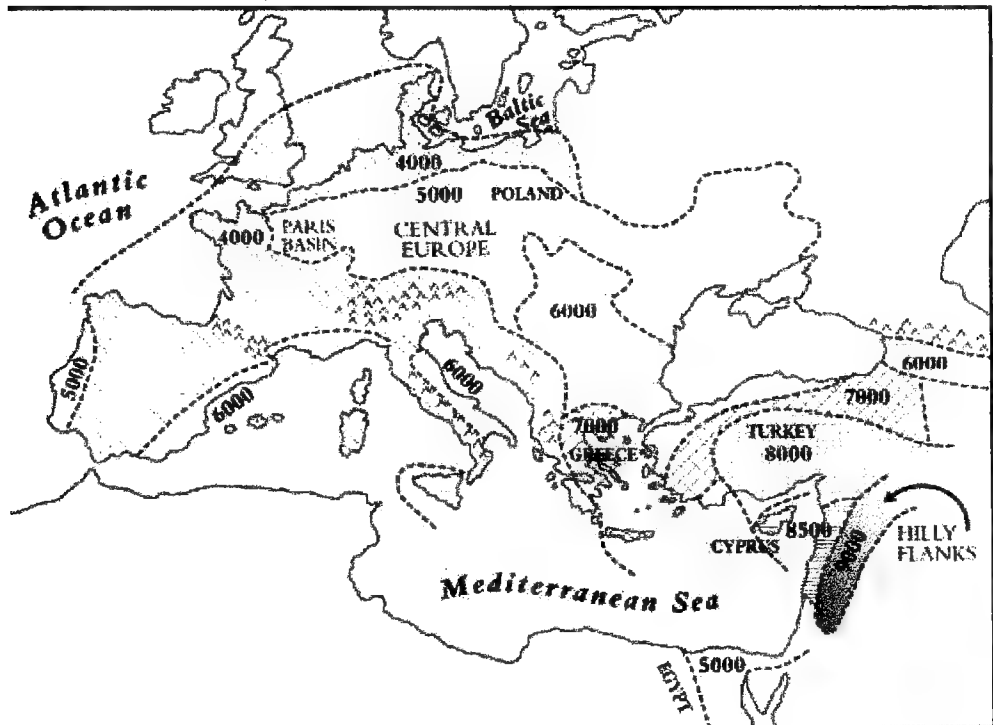 Baltic
Sea
4000
Atlantic
Ocean
5000
POLAND
4000
PARIS
BASIN
CENTRAL
EUROPE
6000
5000
6000
6000
6000
7000
7000
GREECE
TURKEY
8000
CYPRUS
8500
9000
HILLY
FLANKS
Mediterranean Sea
5000
EGYPT